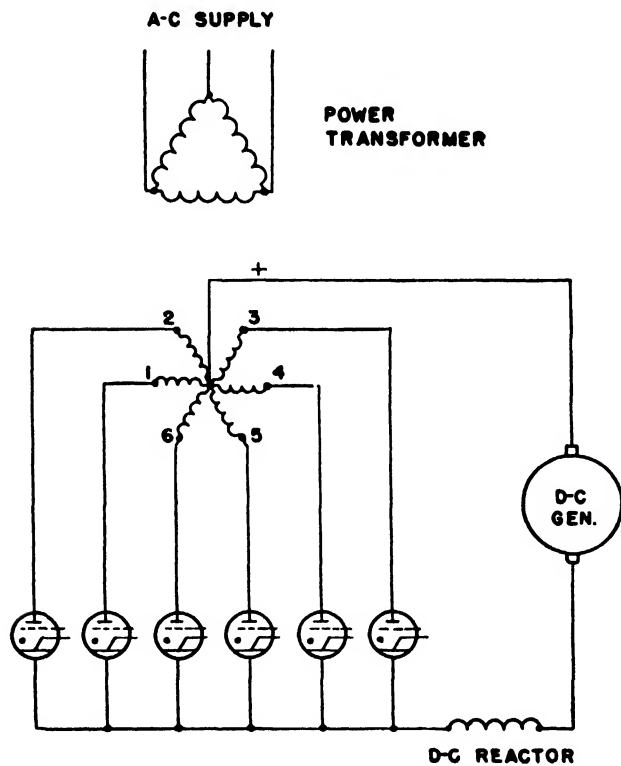 A-C SUPPLY
POWER
TRANSFORMER
+
2
3
1
4
6
5
D-C
GEN.
D-C REACTOR